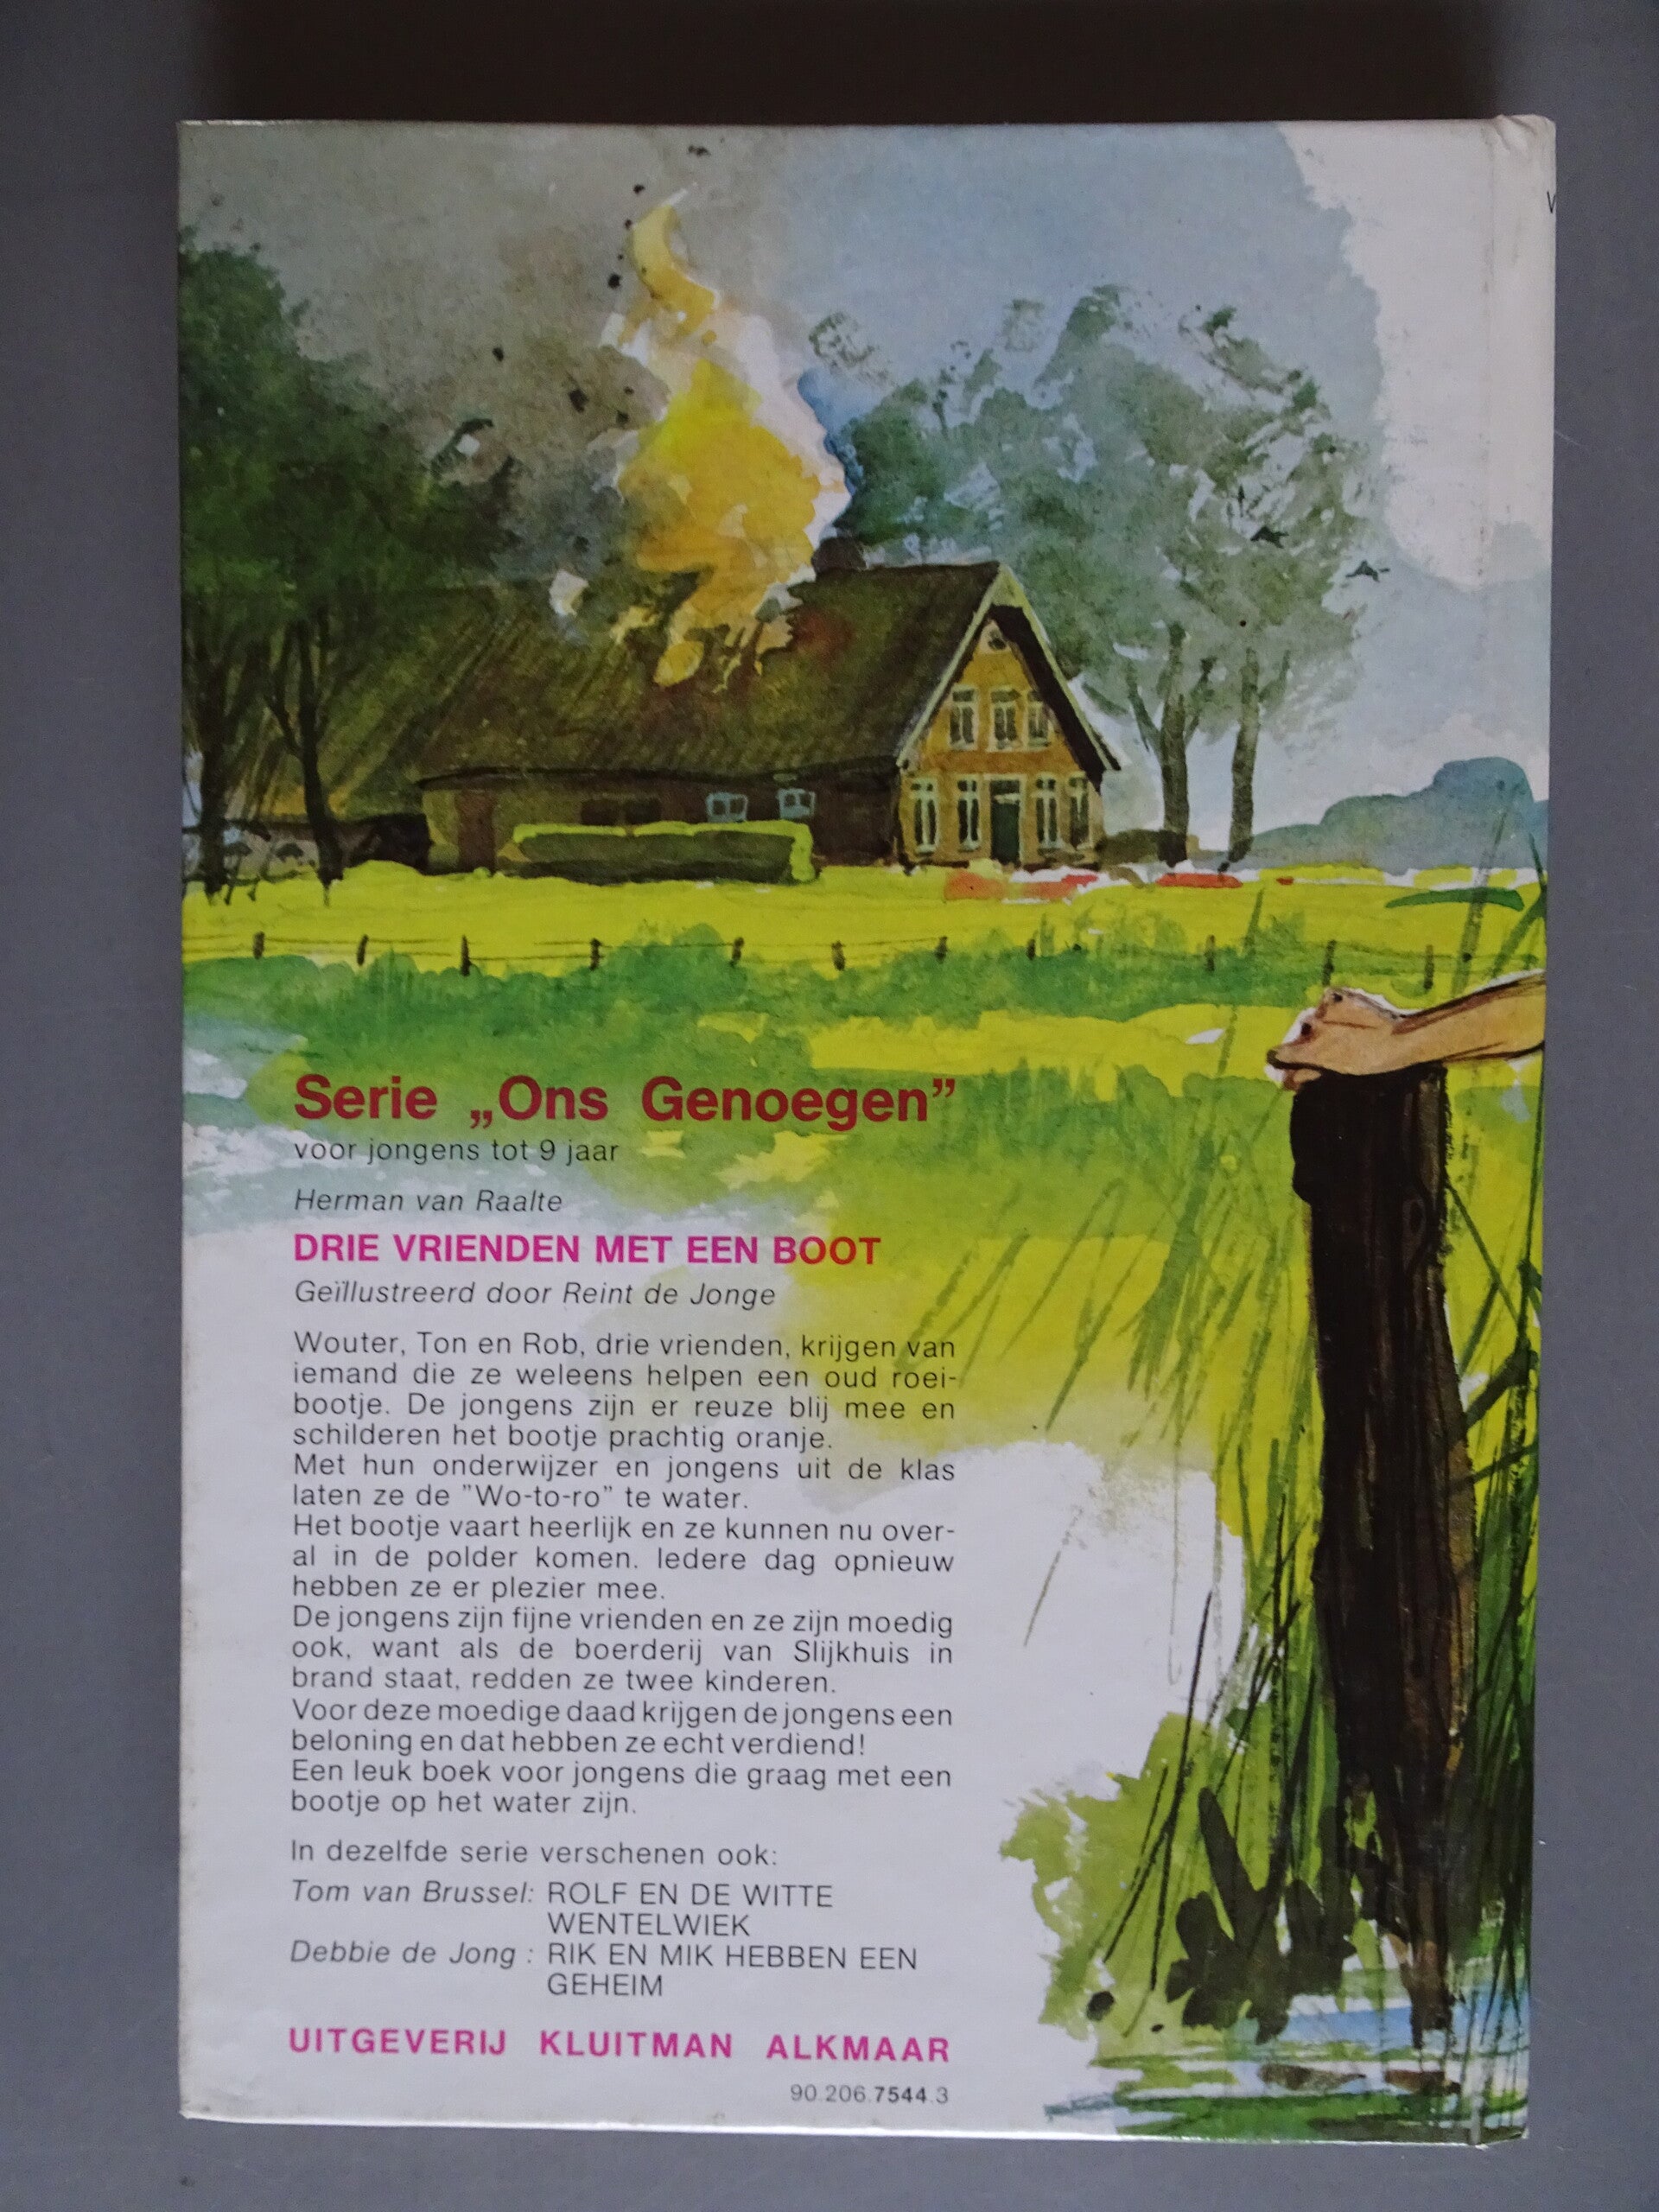 Serie „Ons Genoegen”
voor jongens tot 9 jaar
Herman van Raalte
DRIE VRIENDEN MET EEN BOOT
Geïllustreerd door Reint de Jonge
Wouter, Ton en Rob, drie vrienden, krijgen van
iemand die ze weleens helpen een oud roei-
bootje. De jongens zijn er reuze blij mee en
schilderen het bootje prachtig oranje.
Met hun onderwijzer en jongens uit de klas
laten ze de ”Wo-to-ro” te water.
Het bootje vaart heerlijk en ze kunnen nu over-
al in de polder komen. Iedere dag opnieuw
hebben ze er plezier mee.
De jongens zijn fijne vrienden en ze zijn moedig
ook, want als de boerderij van Slijkhuis in
brand staat, redden ze twee kinderen.
Voor deze moedige daad krijgen de jongens een
beloning en dat hebben ze echt verdiend!
Een leuk boek voor jongens die graag met een
bootje op het water zijn.
In dezelfde serie verschenen ook:
Tom van Brussel: ROLF EN DE WITTE
WENTELWIEK
Debbie de Jong : RIK EN MIK HEBBEN EEN
GEHEIM
UITGEVERIJ KLUITMAN ALKMAAR
90.206.7544.3